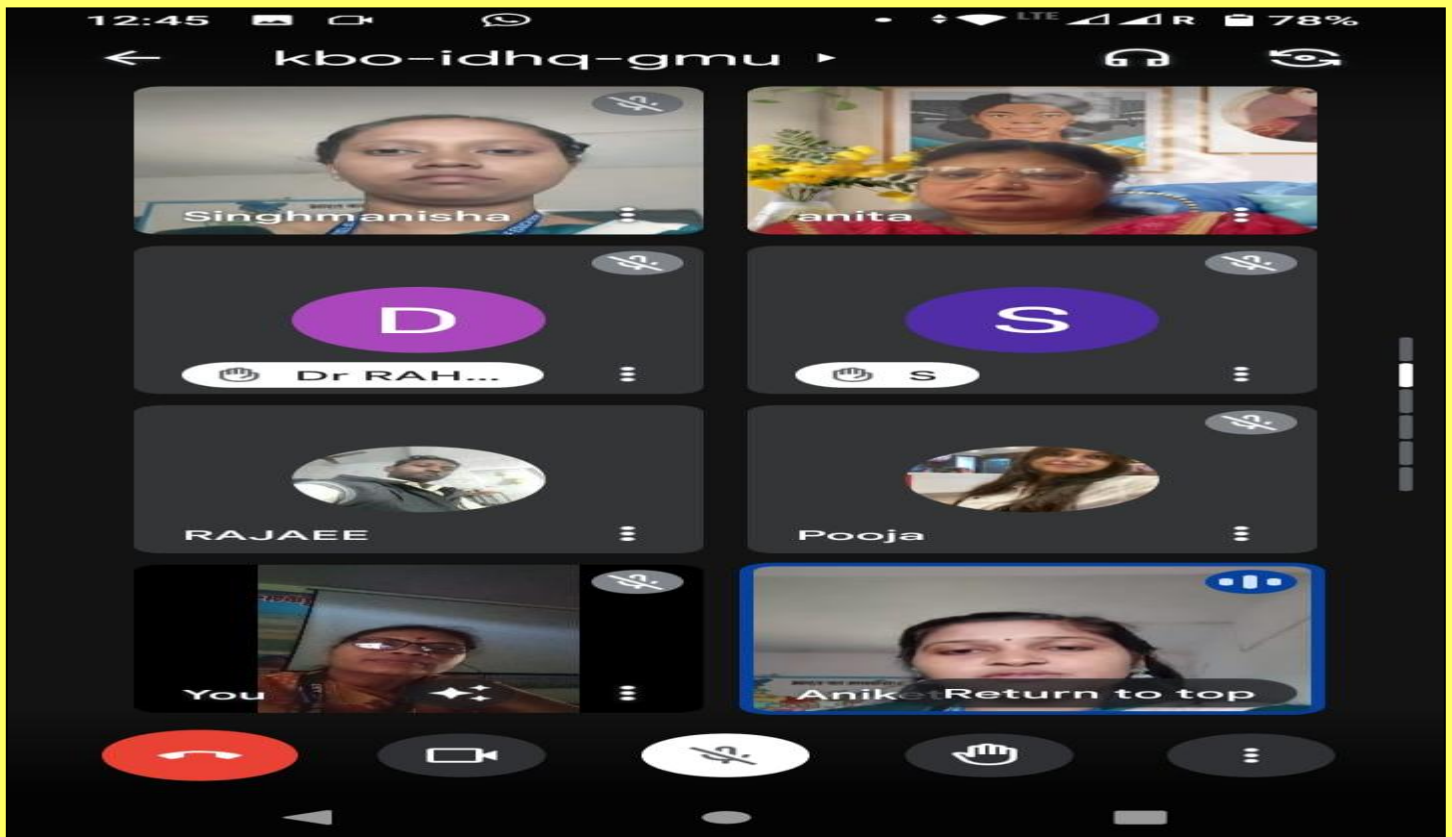 12:45 LTE R 78%
kbo-idhq-gmu
Singhmanisha
anita
D
S
Dr RAH...
S
RAJAEE
Pooja
You
Anik
Return to top